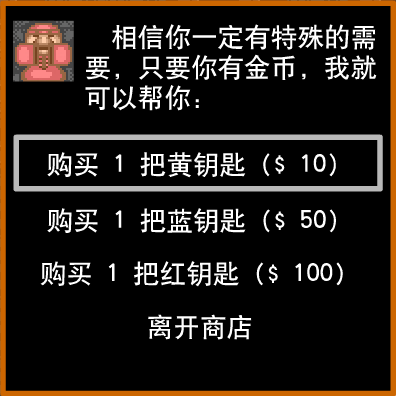 相信你一定有特殊的需
要，只要你有金币，我就
可以帮你：
购买 1 把黄钥匙（$ 10）
购买 1 把蓝钥匙（$ 50）
购买 1 把红钥匙（$ 100）
离开商店